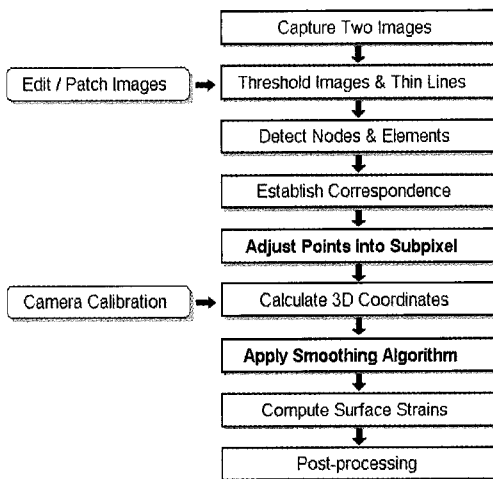 Capture Two Images
Edit / Patch Images
Threshold Images & Thin Lines
Detect Nodes & Elements
Establish Correspondence
Adjust Points into Subpixel
Camera Calibration
Calculate 3D Coordinates
Apply Smoothing Algorithm
Compute Surface Strains
Post-processing